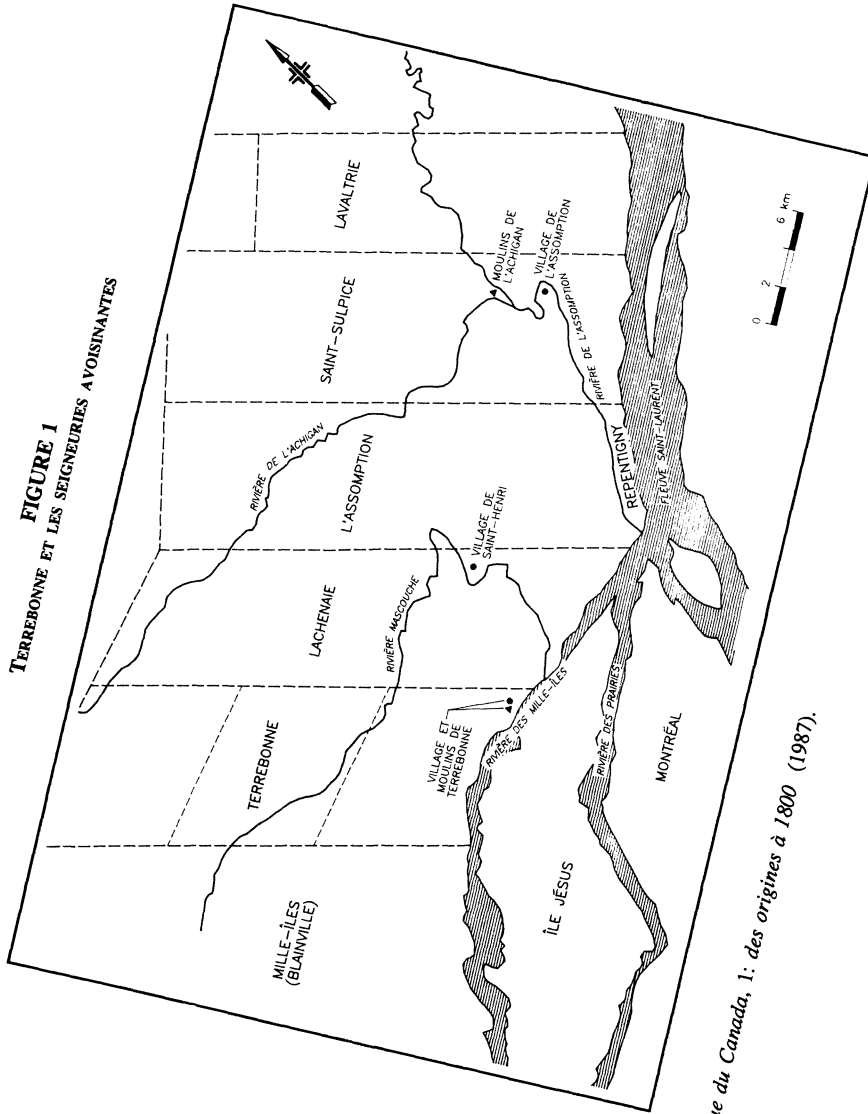 FIGURE 1
TERREBONNE ET LES SEIGNEURIES AVOISINANTES
LAVALTRIE
SAINT-SULPICE
MOULINS DE
L'ACHIGAN
VILLAGE DE
L'ASSOMPTION
RIVIÈRE DE L'ACHIGAN
L'ASSOMPTION
RIVIÈRE DE L'ASSOMPTION
REPENTIGNY
FLEUVE SAINT-LAURENT
LACHENAIE
RIVIÈRE MASCOUCHE
VILLAGE DE
SAINT-HENRI
TERREBONNE
VILLAGE ET
MOULINS DE
TERREBONNE
RIVIÈRE DES MILLE-ÎLES
RIVIÈRE DES PRAIRIES
MONTRÉAL
MILLE-ÎLES
(BLAINVILLE)
ÎLE JÉSUS
0 2 6 km
ue du Canada, 1: des origines à 1800 (1987).